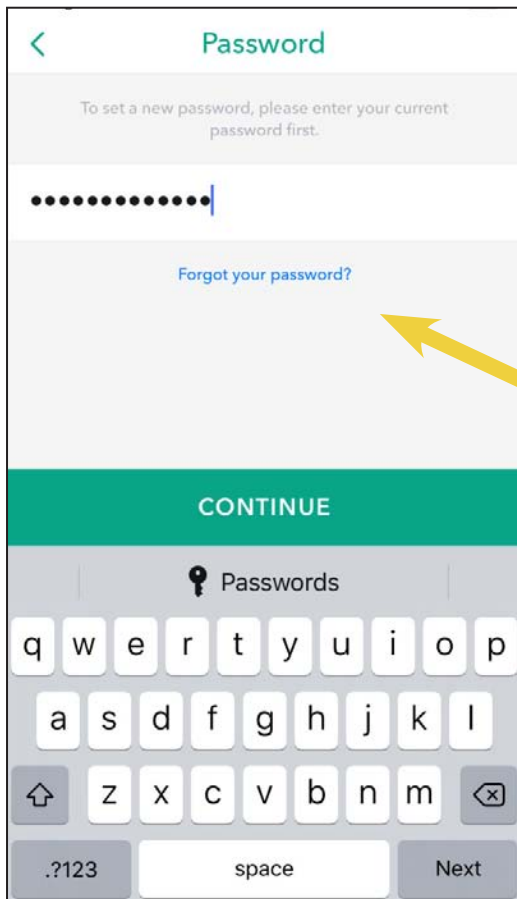 Password
To set a new password, please enter your current
password first.
•••••••••••••
Forgot your password?
CONTINUE
Passwords
q w e r t y u i o p
a s d f g h j k l
z x c v b n m
.?123 space Next